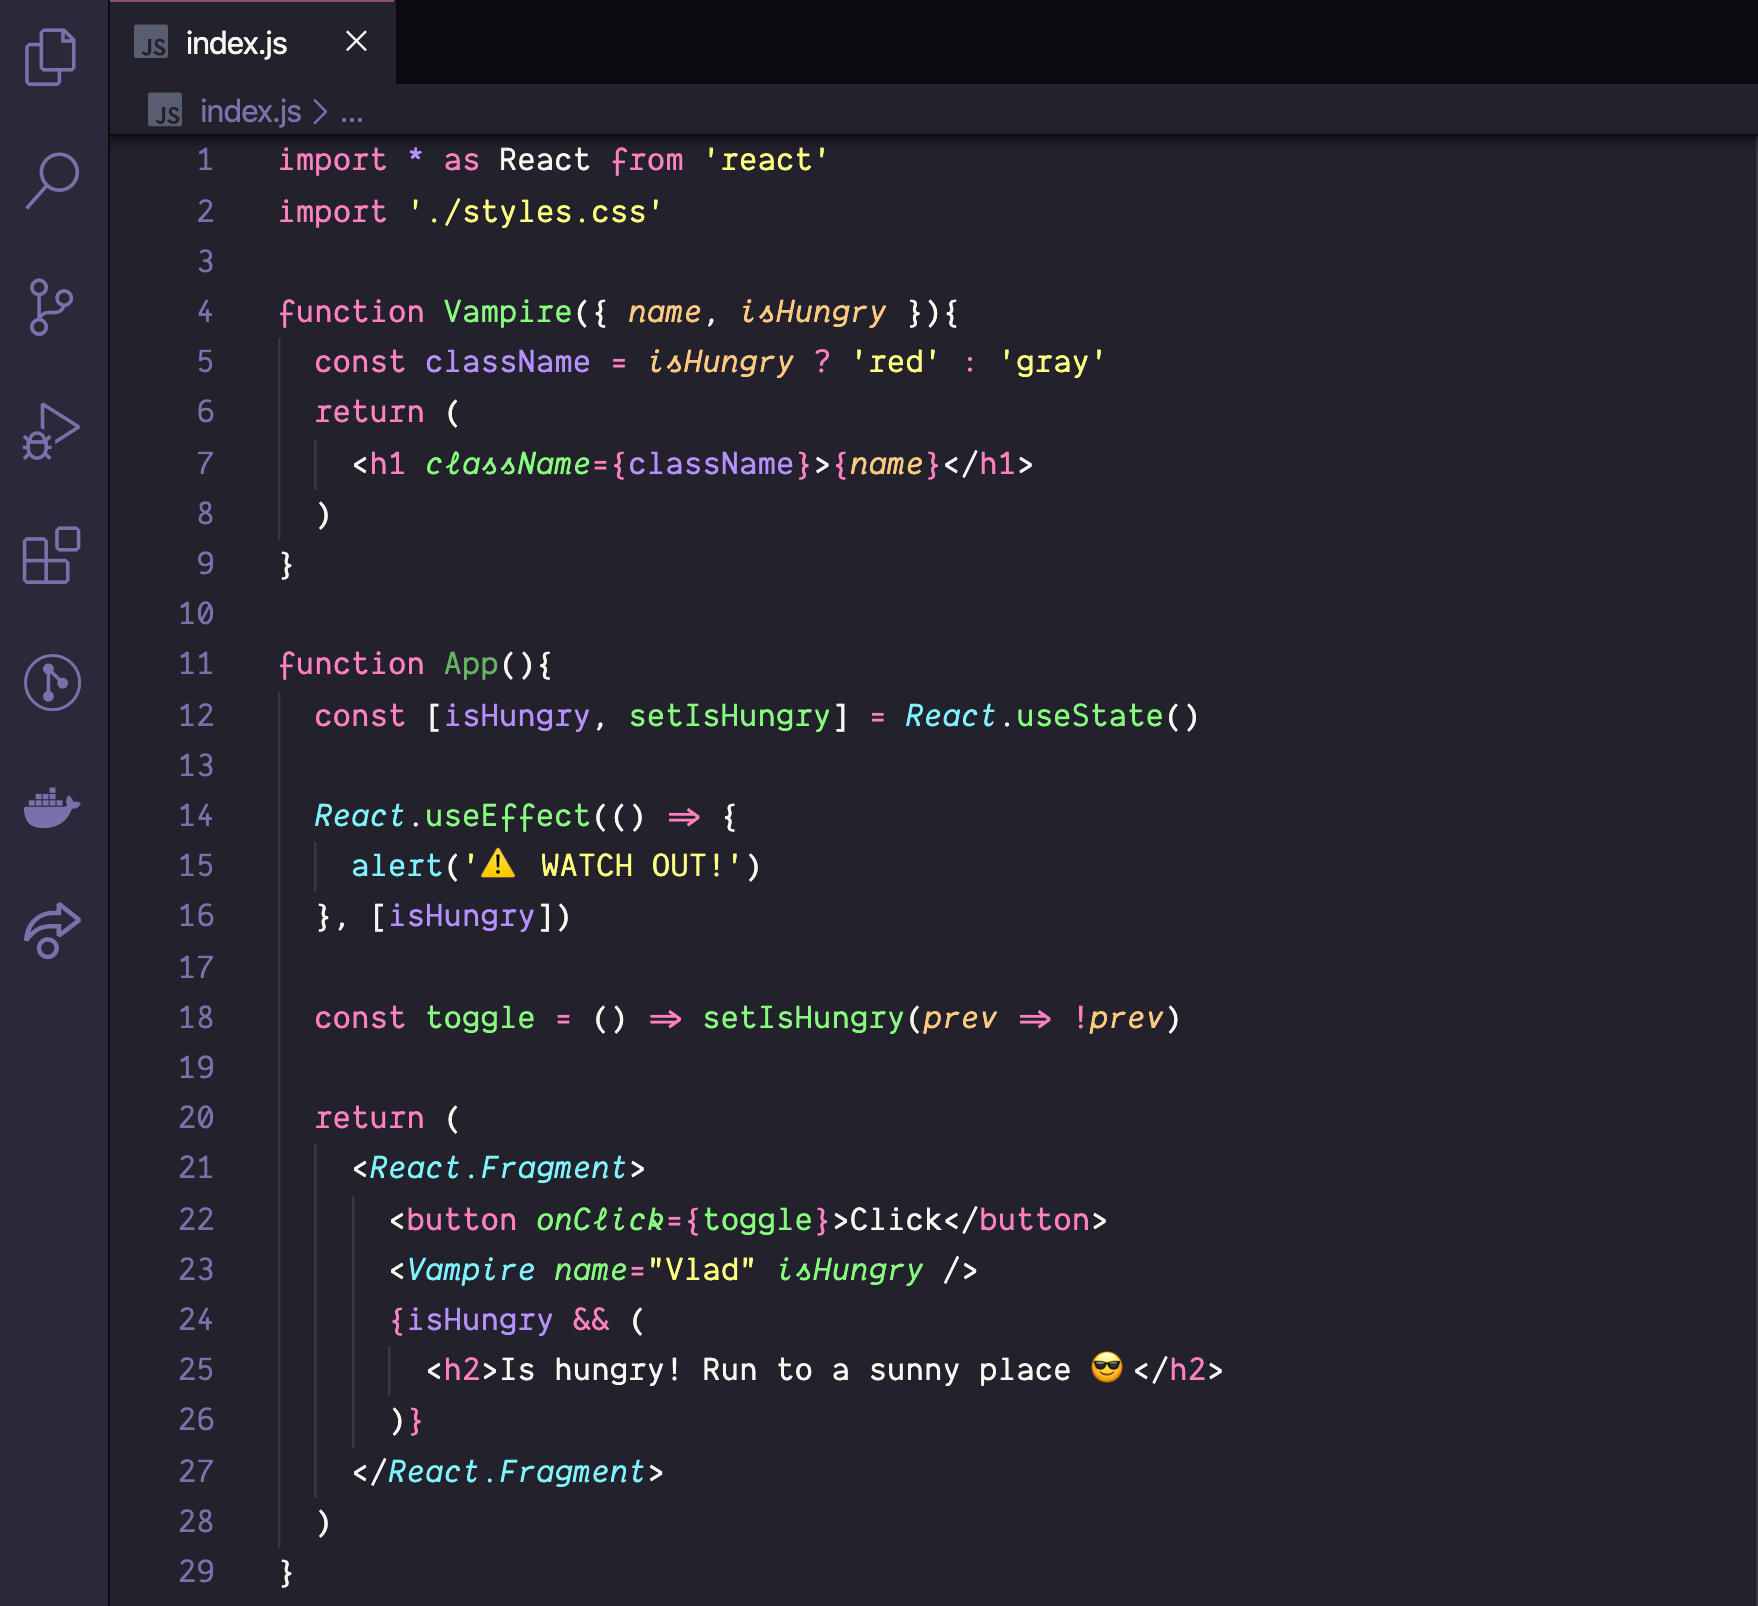 JS index.js ×
JS index.js > ...
1 import * as React from 'react'
2 import './styles.css'
3
4 function Vampire({ name, isHungry }){
5   const className = isHungry ? 'red' : 'gray'
6   return (
7     <h1 className={className}>{name}</h1>
8   )
9 }
10
11 function App(){
12   const [isHungry, setIsHungry] = React.useState()
13
14   React.useEffect(() => {
15     alert('⚠️ WATCH OUT!')
16   }, [isHungry])
17
18   const toggle = () => setIsHungry(prev => !prev)
19
20   return (
21     <React.Fragment>
22       <button onClick={toggle}>Click</button>
23       <Vampire name="Vlad" isHungry />
24       {isHungry && (
25         <h2>Is hungry! Run to a sunny place 😎</h2>
26       )}
27     </React.Fragment>
28   )
29 }